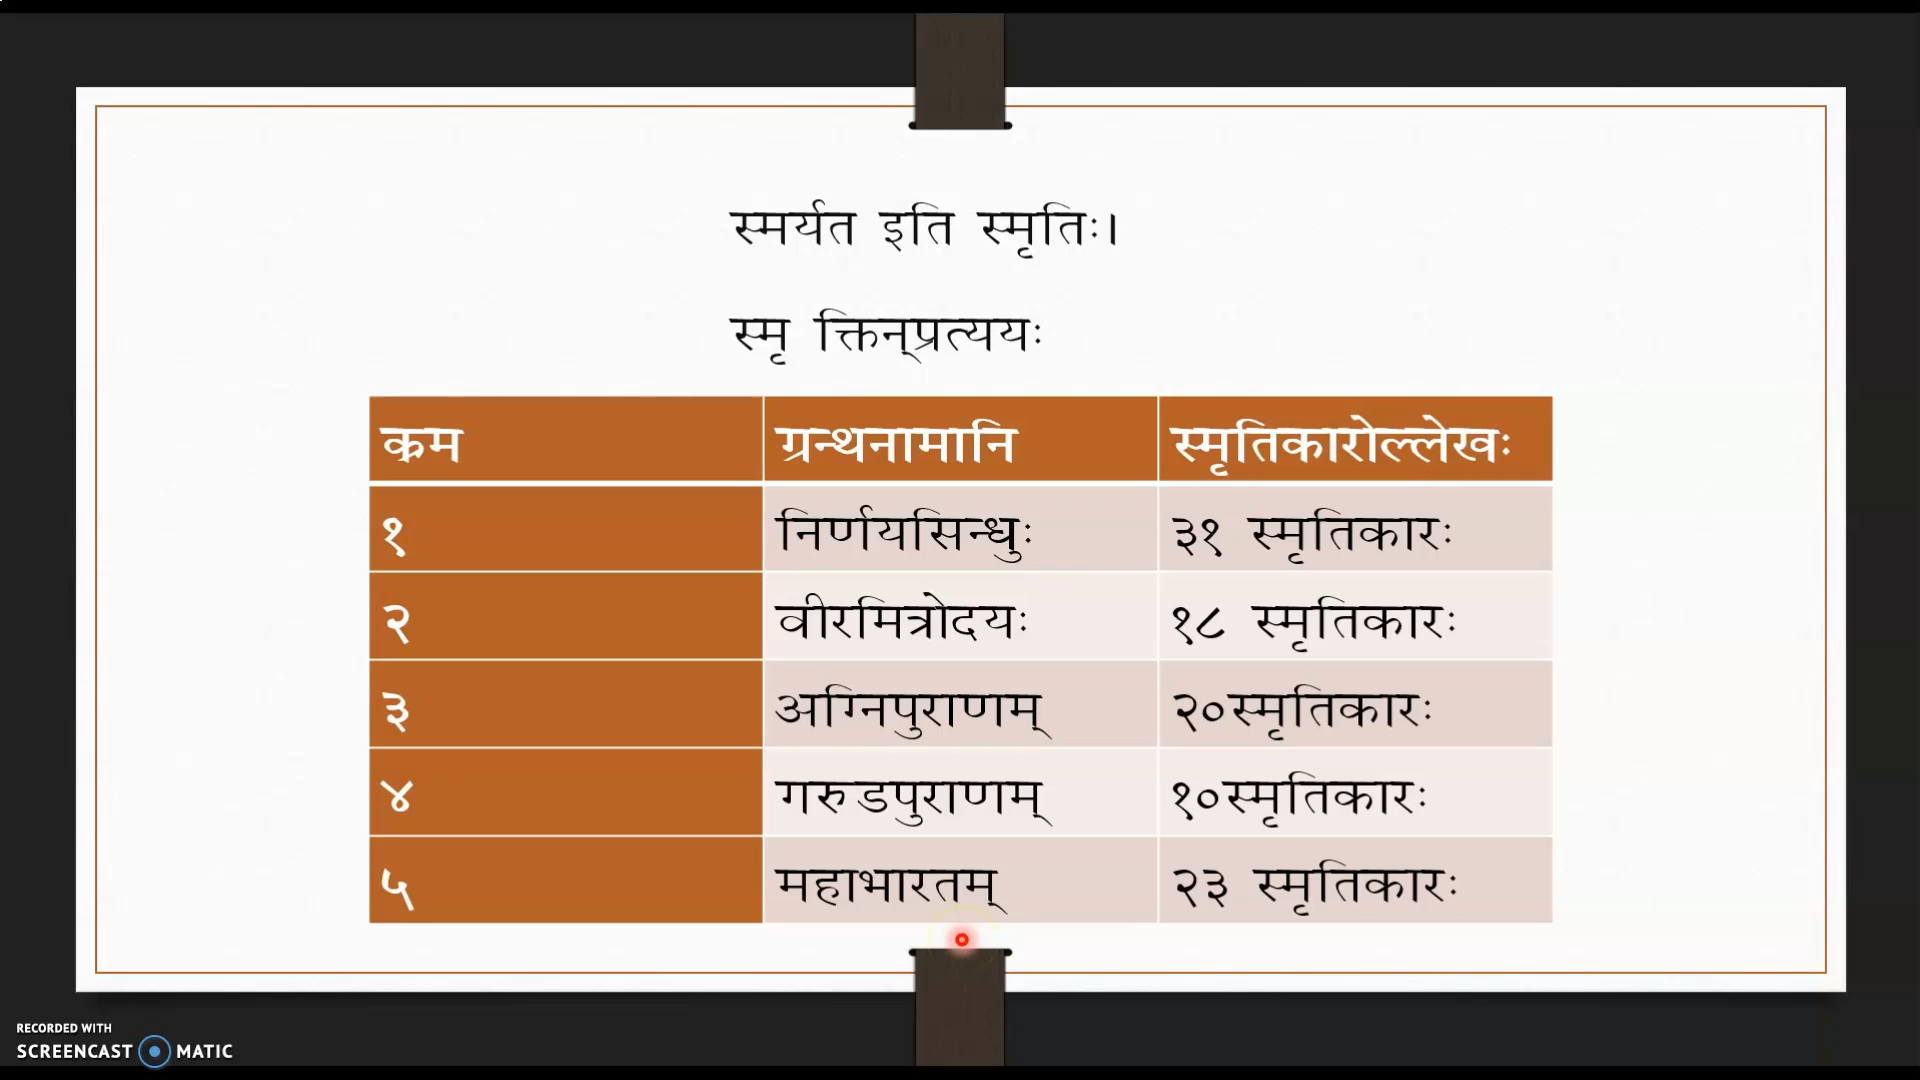 स्मर्यत इति स्मृतिः।
स्मृ क्तिन्प्रत्ययः
क्रम ग्रन्थनामानि स्मृतिकारोल्लेखः
१ निर्णयसिन्धुः ३१ स्मृतिकारः
२ वीरमित्रोदयः १८ स्मृतिकारः
३ अग्निपुराणम् २०स्मृतिकारः
४ गरुडपुराणम् १०स्मृतिकारः
५ महाभारतम् २३ स्मृतिकारः
RECORDED WITH
SCREENCAST MATIC